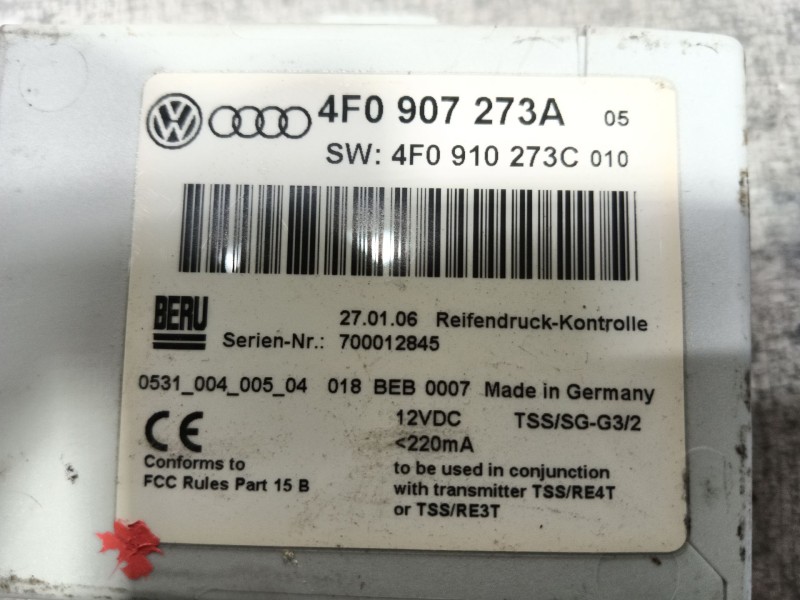 4F0 907 273A 05
SW: 4F0 910 273C 010
BERU
27.01.06 Reifendruck-Kontrolle
Serien-Nr.: 700012845
0531_004_005_04 018 BEB 0007 Made in Germany
CE 12VDC TSS/SG-G3/2
<220mA
Conforms to
FCC Rules Part 15 B
to be used in conjunction
with transmitter TSS/RE4T
or TSS/RE3T